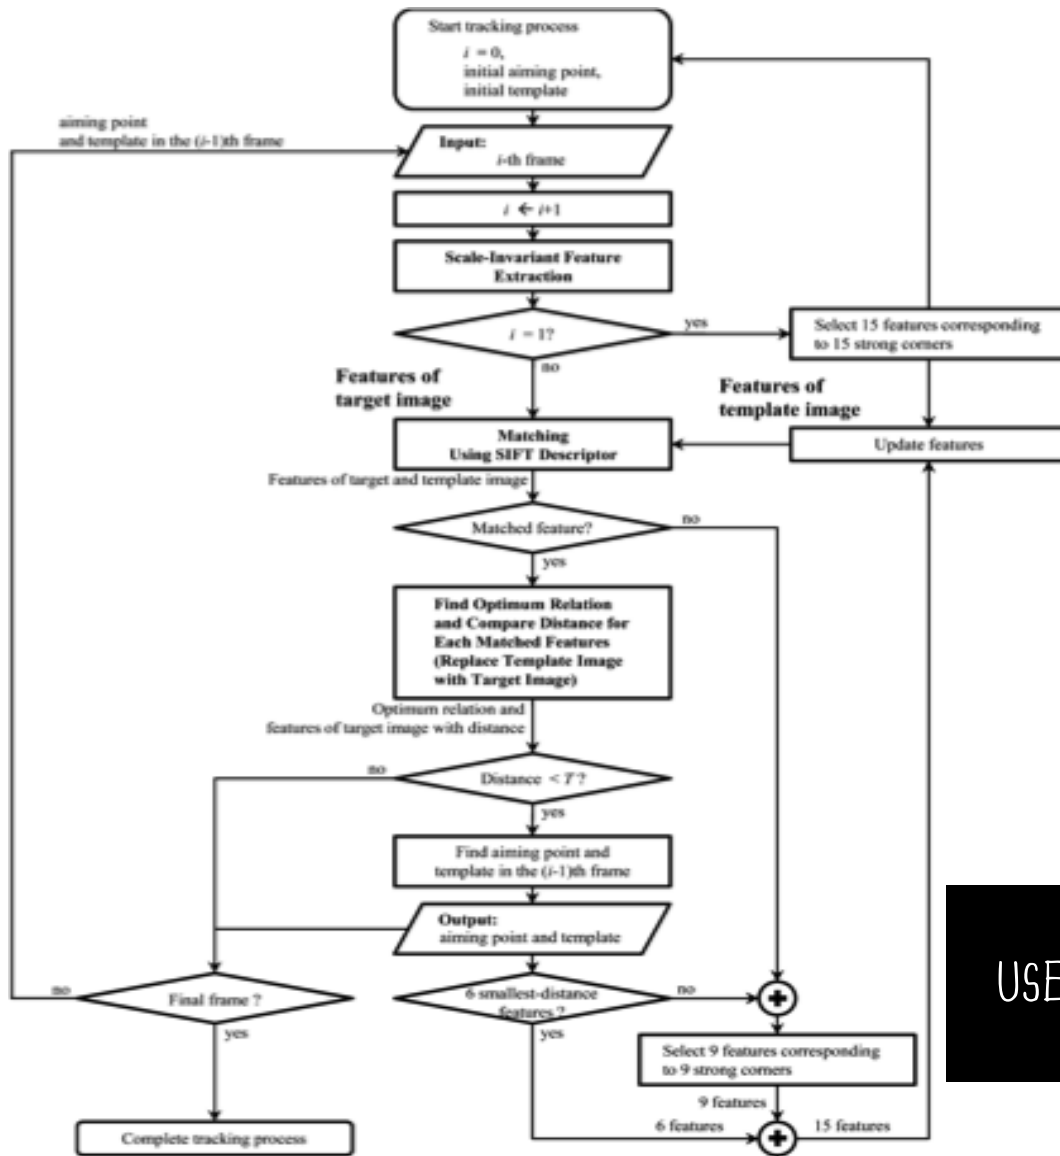 Start tracking process
i = 0,
initial aiming point,
initial template
aiming point
and template in the (i-1)th frame
Input:
i-th frame
i ← i+1
Scale-Invariant Feature
Extraction
i = 1?
yes
Select 15 features corresponding
to 15 strong corners
no
Features of
target image
Features of
template image
Matching
Using SIFT Descriptor
Update features
Features of target and template image
Matched feature?
no
yes
Find Optimum Relation
and Compare Distance for
Each Matched Features
(Replace Template Image
with Target Image)
Optimum relation and
features of target image with distance
no
Distance < T ?
yes
Find aiming point and
template in the (i-1)th frame
Output:
aiming point and template
USE
no
Final frame ?
6 smallest-distance
features ?
no
+
yes
yes
Select 9 features corresponding
to 9 strong corners
9 features
Complete tracking process
6 features
+
15 features